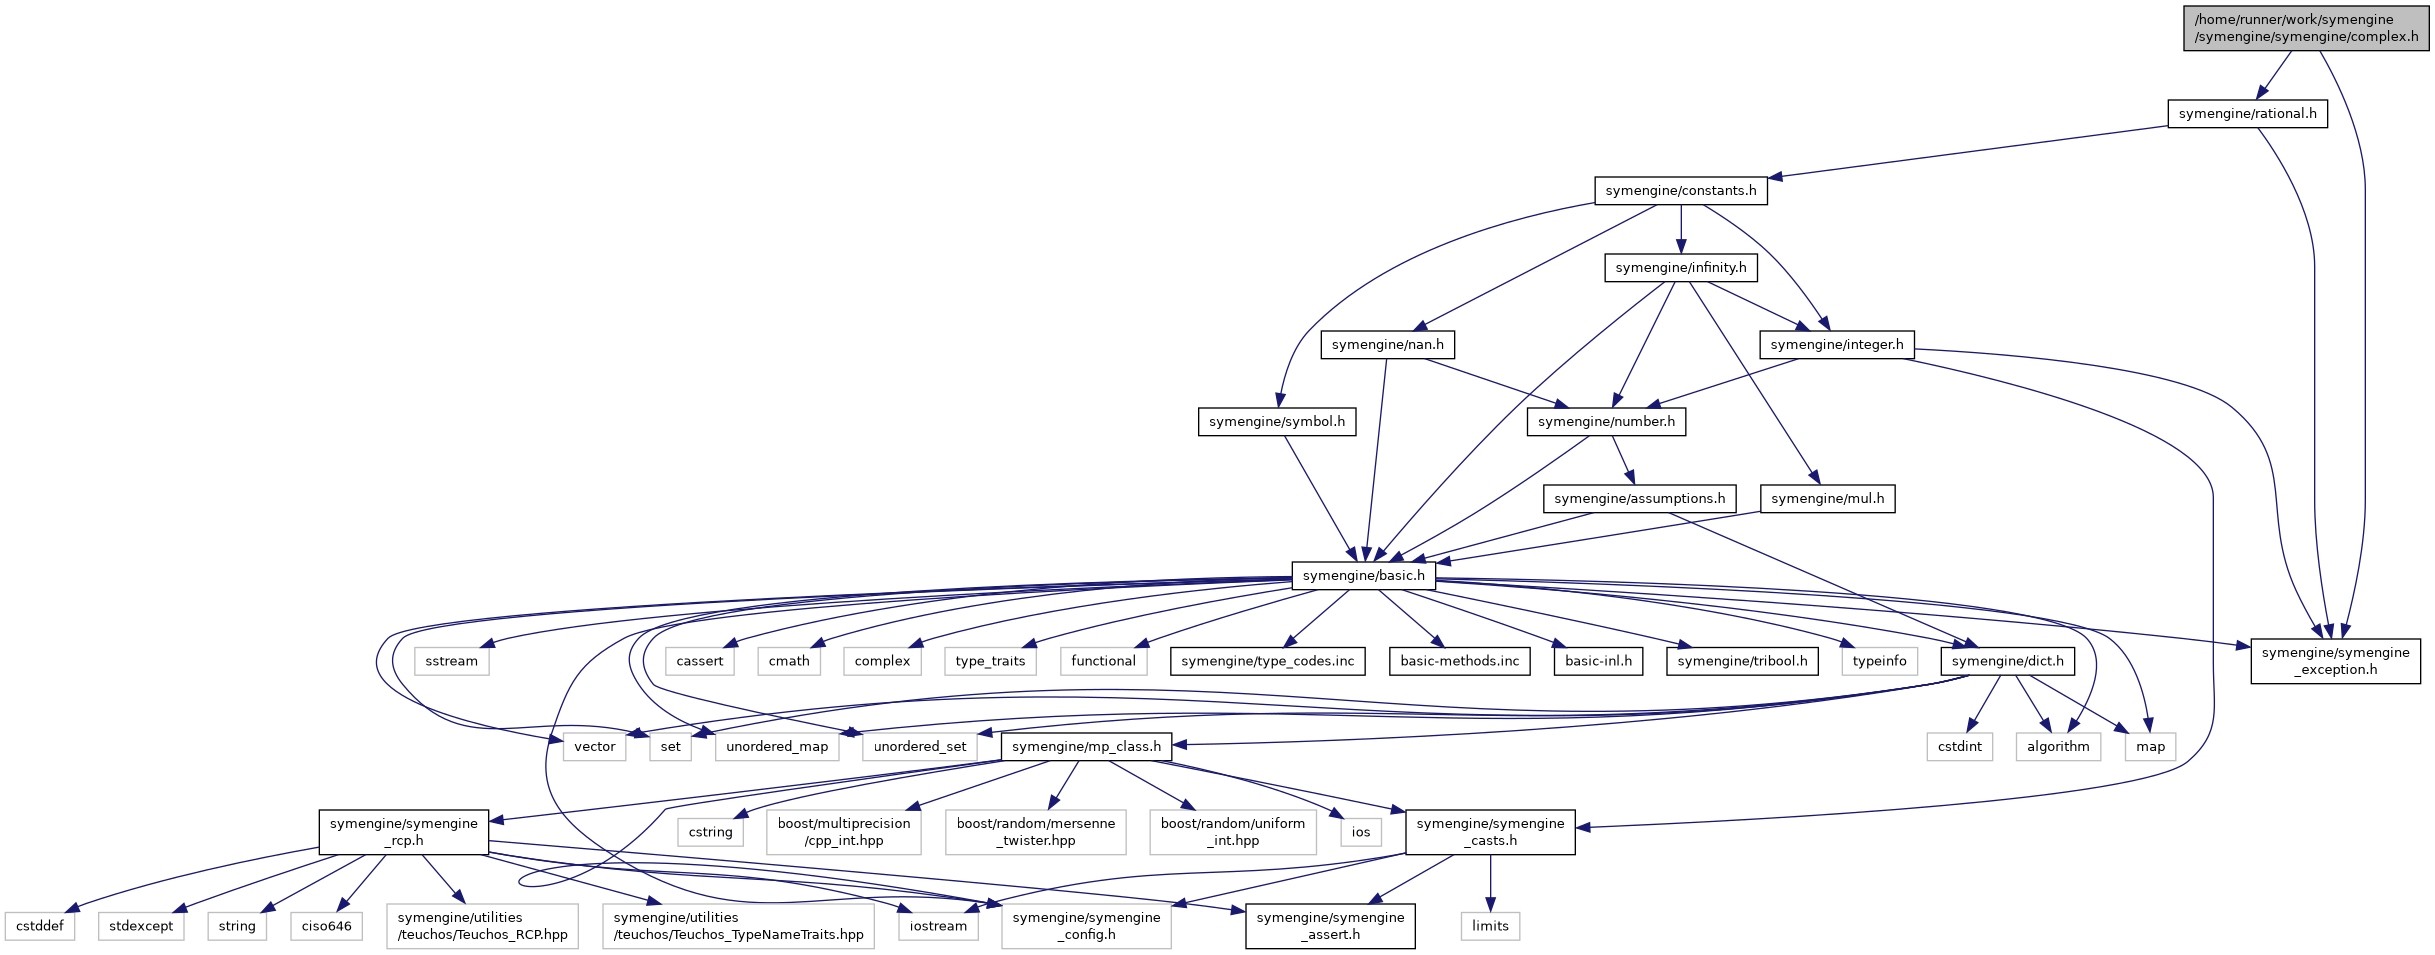 /home/runner/work/symengine
/symengine/symengine/complex.h
symengine/rational.h
symengine/constants.h
symengine/infinity.h
symengine/nan.h
symengine/integer.h
symengine/symbol.h
symengine/number.h
symengine/assumptions.h
symengine/mul.h
symengine/basic.h
sstream
cassert
cmath
complex
type_traits
functional
symengine/type_codes.inc
basic-methods.inc
basic-inl.h
symengine/tribool.h
typeinfo
symengine/dict.h
symengine/symengine
_exception.h
vector
set
unordered_map
unordered_set
symengine/mp_class.h
cstdint
algorithm
map
symengine/symengine
_rcp.h
cstring
boost/multiprecision
/cpp_int.hpp
boost/random/mersenne
_twister.hpp
boost/random/uniform
_int.hpp
ios
symengine/symengine
_casts.h
cstddef
stdexcept
string
ciso646
symengine/utilities
/teuchos/Teuchos_RCP.hpp
symengine/utilities
/teuchos/Teuchos_TypeNameTraits.hpp
iostream
symengine/symengine
_config.h
symengine/symengine
_assert.h
limits